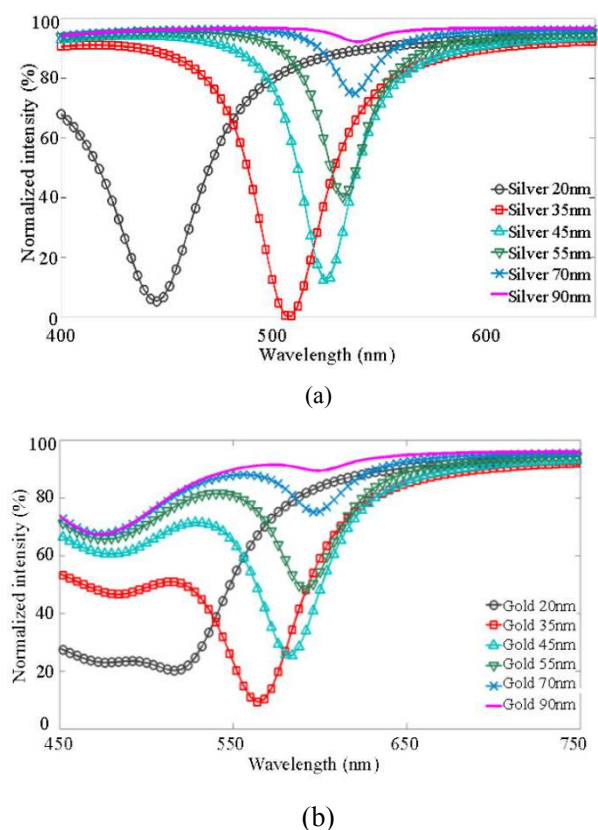 100
80
60
40
20
0
Normalized intensity (%)
Silver 20nm
Silver 35nm
Silver 45nm
Silver 55nm
Silver 70nm
Silver 90nm
400
500
600
Wavelength (nm)
(a)
100
80
60
40
20
0
Normalized intensity (%)
Gold 20nm
Gold 35nm
Gold 45nm
Gold 55nm
Gold 70nm
Gold 90nm
450
550
650
750
Wavelength (nm)
(b)